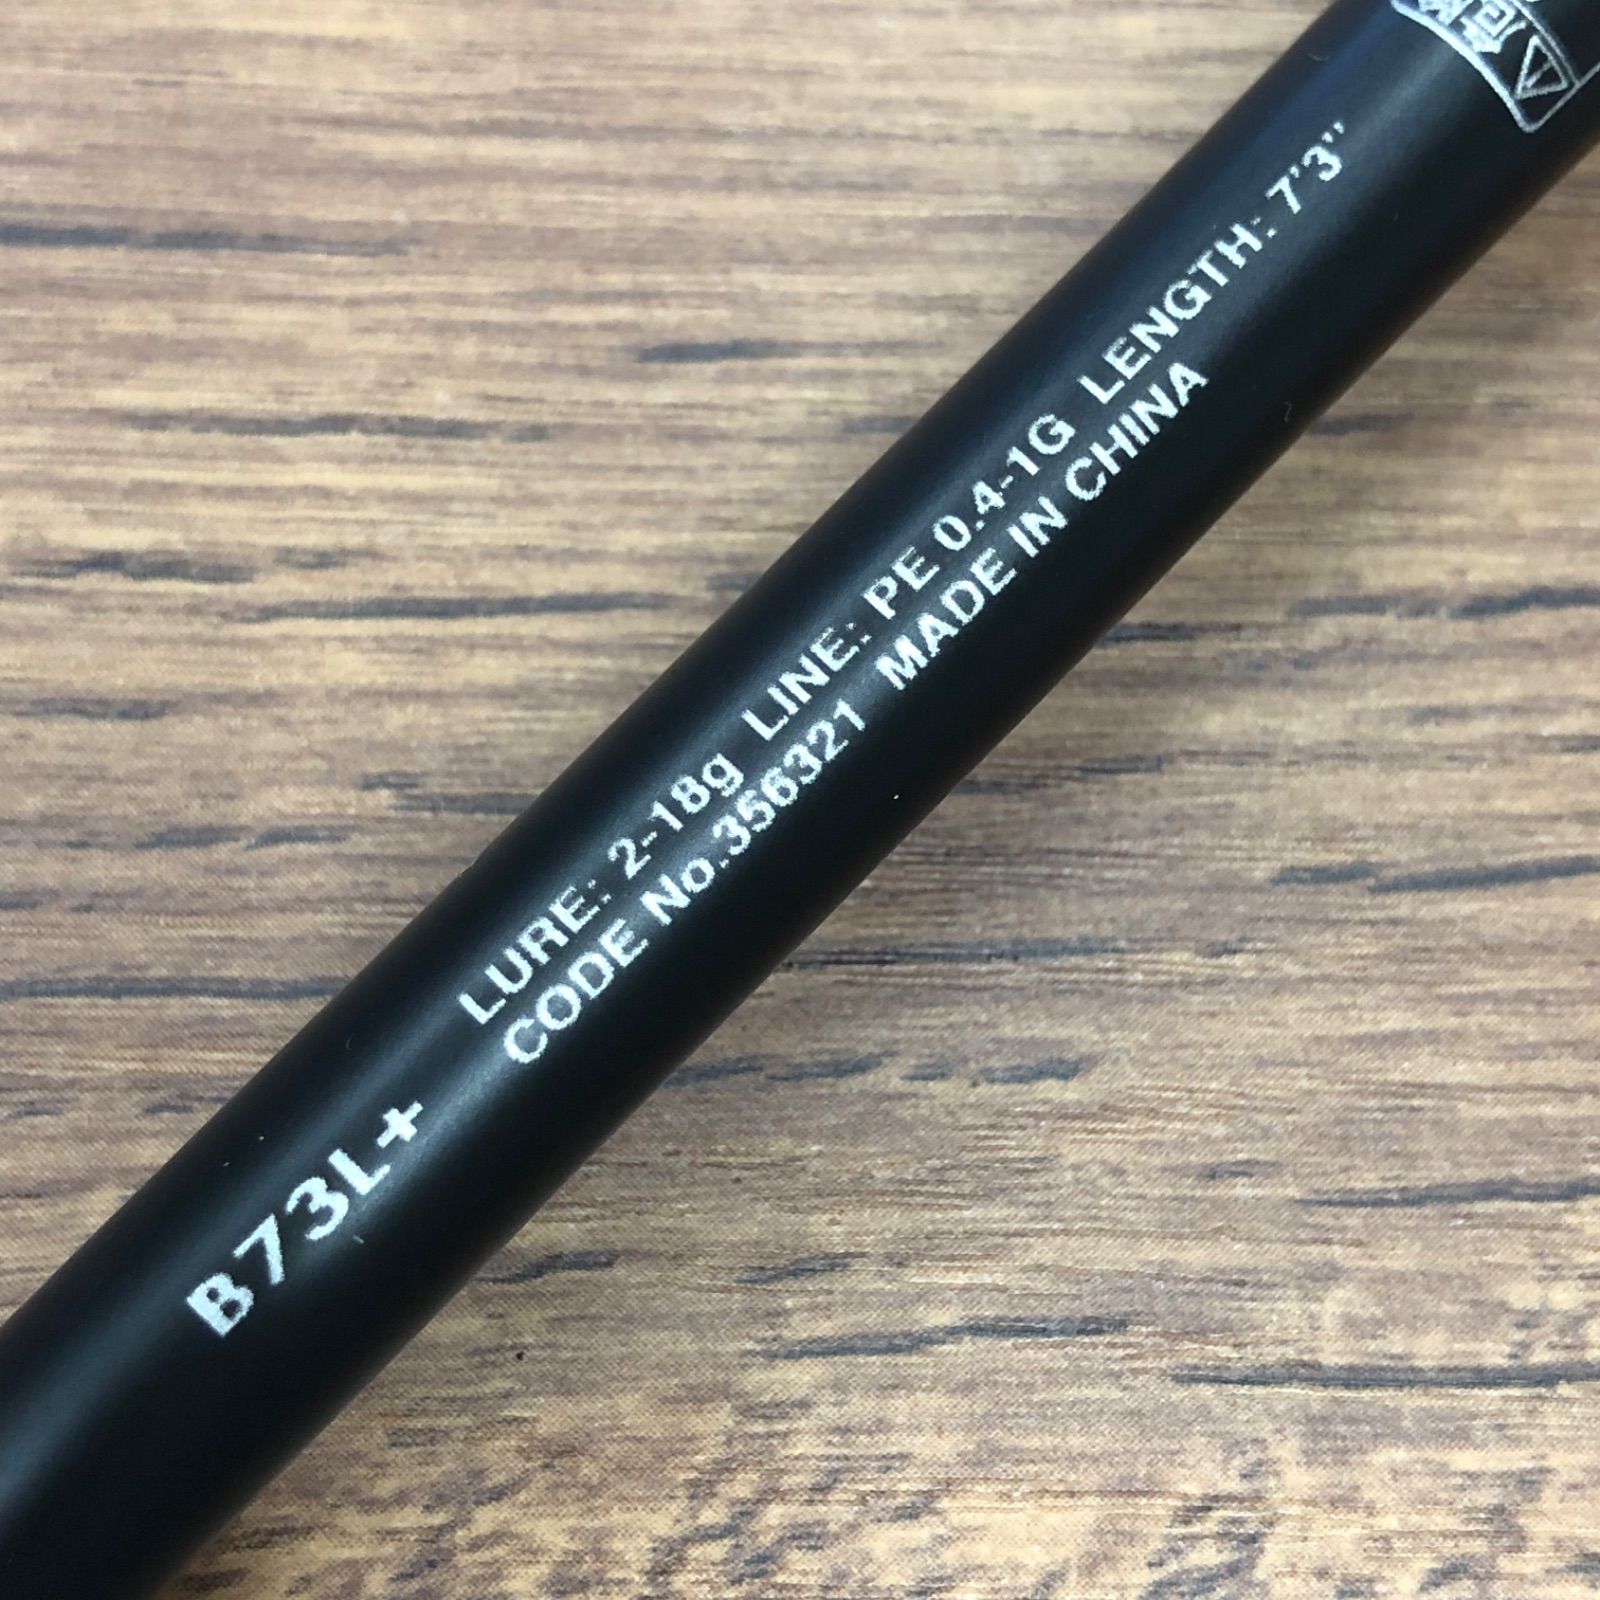 LURE: 2-18g LINE: PE 0.4-1G LENGTH: 7'3"
CODE No.356321 MADE IN CHINA
B73L+